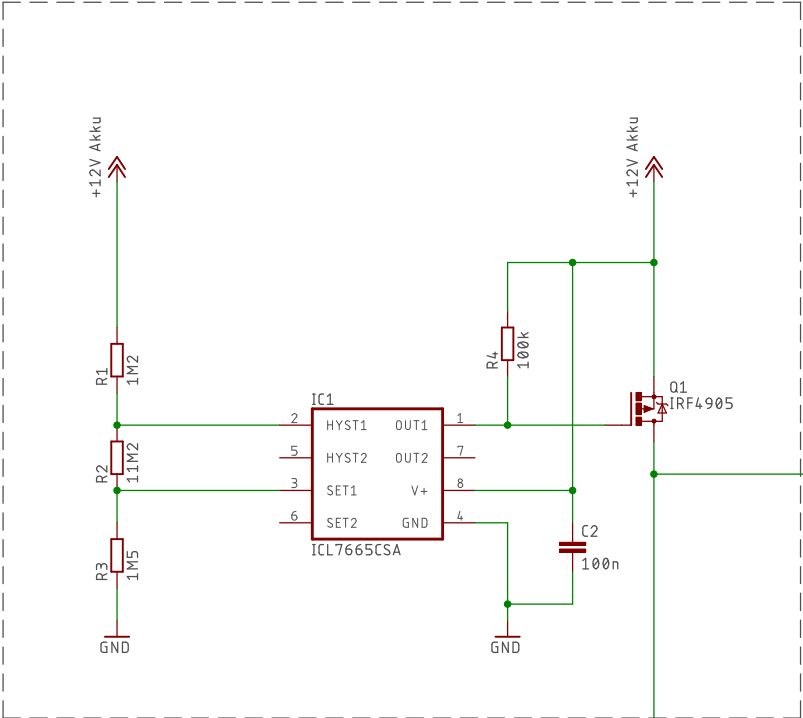 +12V Akku
+12V Akku
R1
1M2
R2
11M2
R3
1M5
GND
IC1
2
HYST1
OUT1
1
5
HYST2
OUT2
7
3
SET1
V+
8
6
SET2
GND
4
ICL7665CSA
R4
100k
Q1
IRF4905
C2
100n
GND